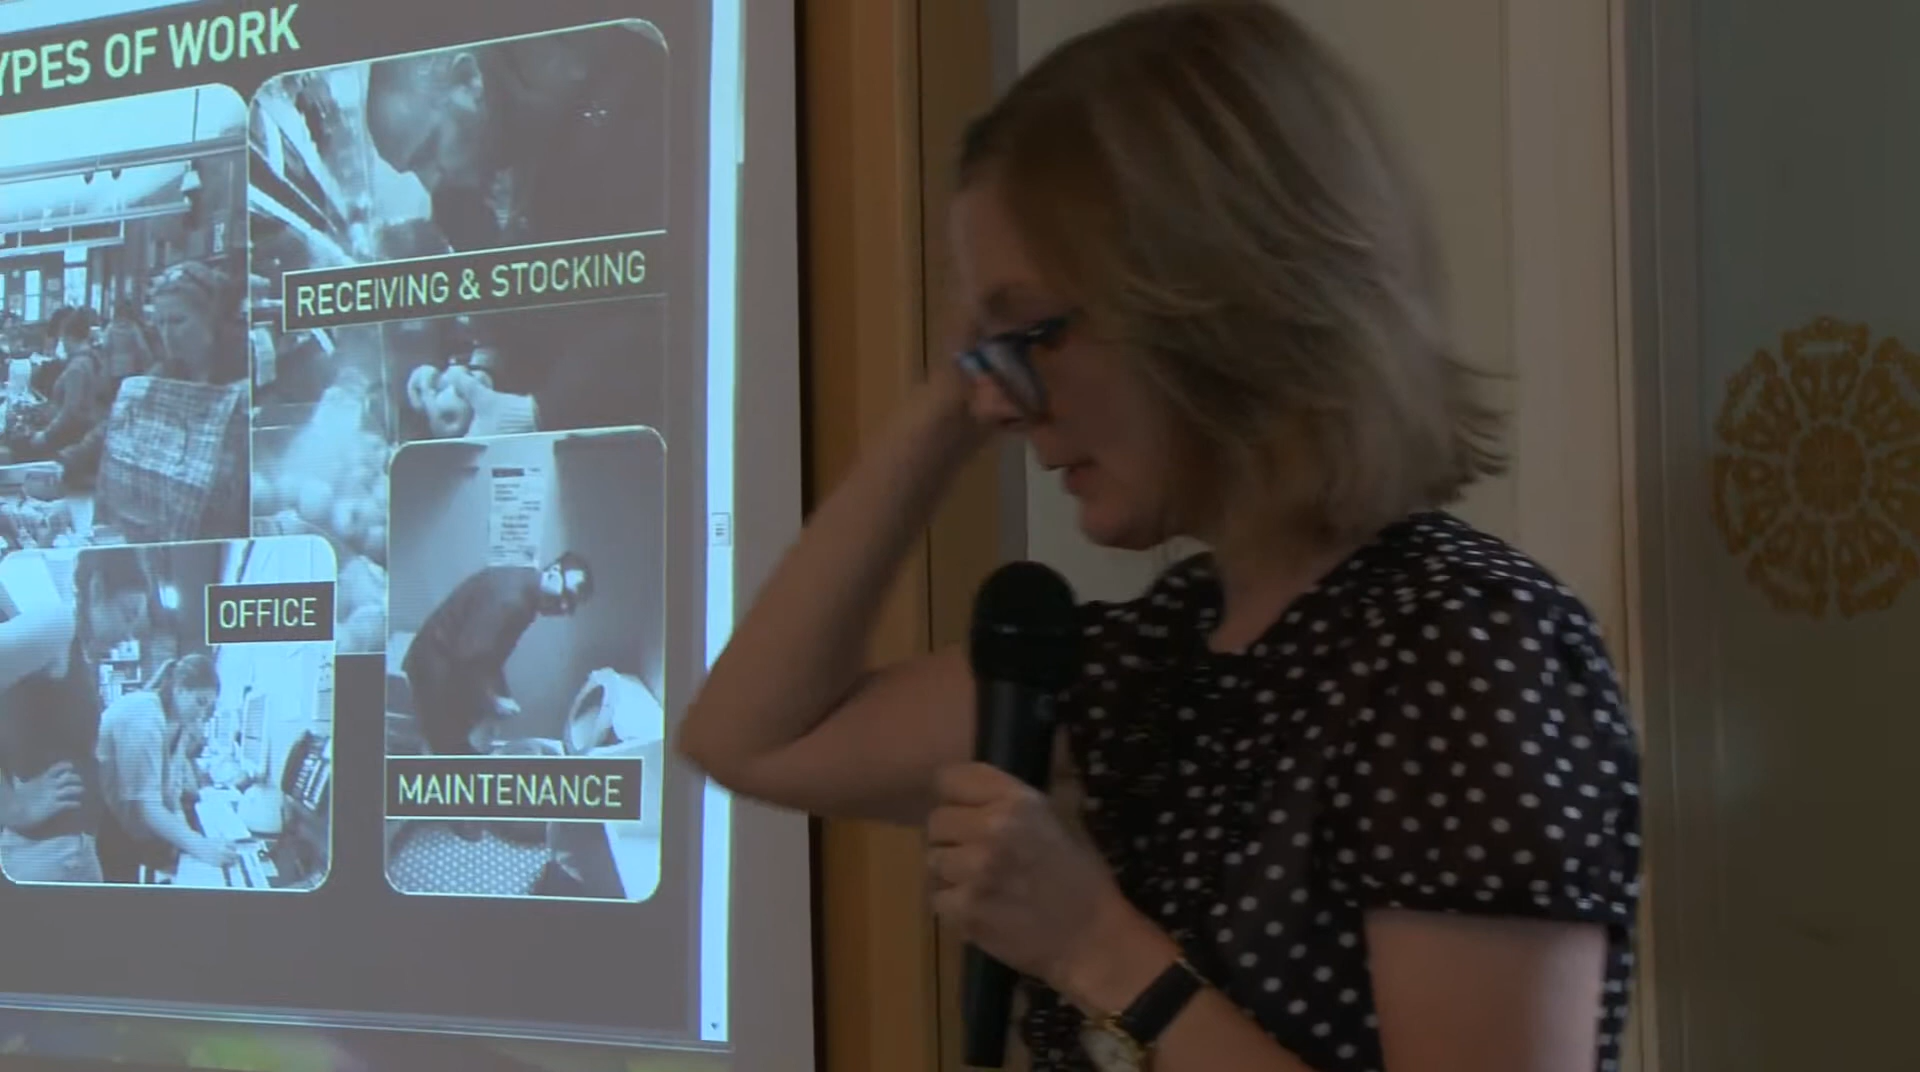 YPES OF WORK
RECEIVING & STOCKING
OFFICE
MAINTENANCE